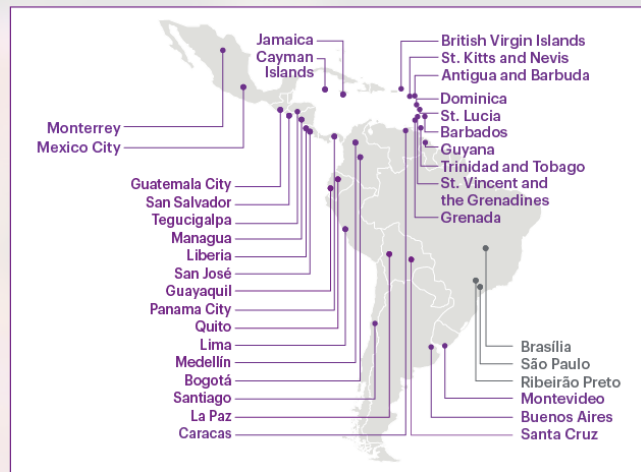 Jamaica
Cayman
Islands
Monterrey
Mexico City
Guatemala City
San Salvador
Tegucigalpa
Managua
Liberia
San José
Guayaquil
Panama City
Quito
Lima
Medellín
Bogotá
Santiago
La Paz
Caracas
British Virgin Islands
St. Kitts and Nevis
Antigua and Barbuda
Dominica
St. Lucia
Barbados
Guyana
Trinidad and Tobago
St. Vincent and
the Grenadines
Grenada
Brasília
São Paulo
Ribeirão Preto
Montevideo
Buenos Aires
Santa Cruz